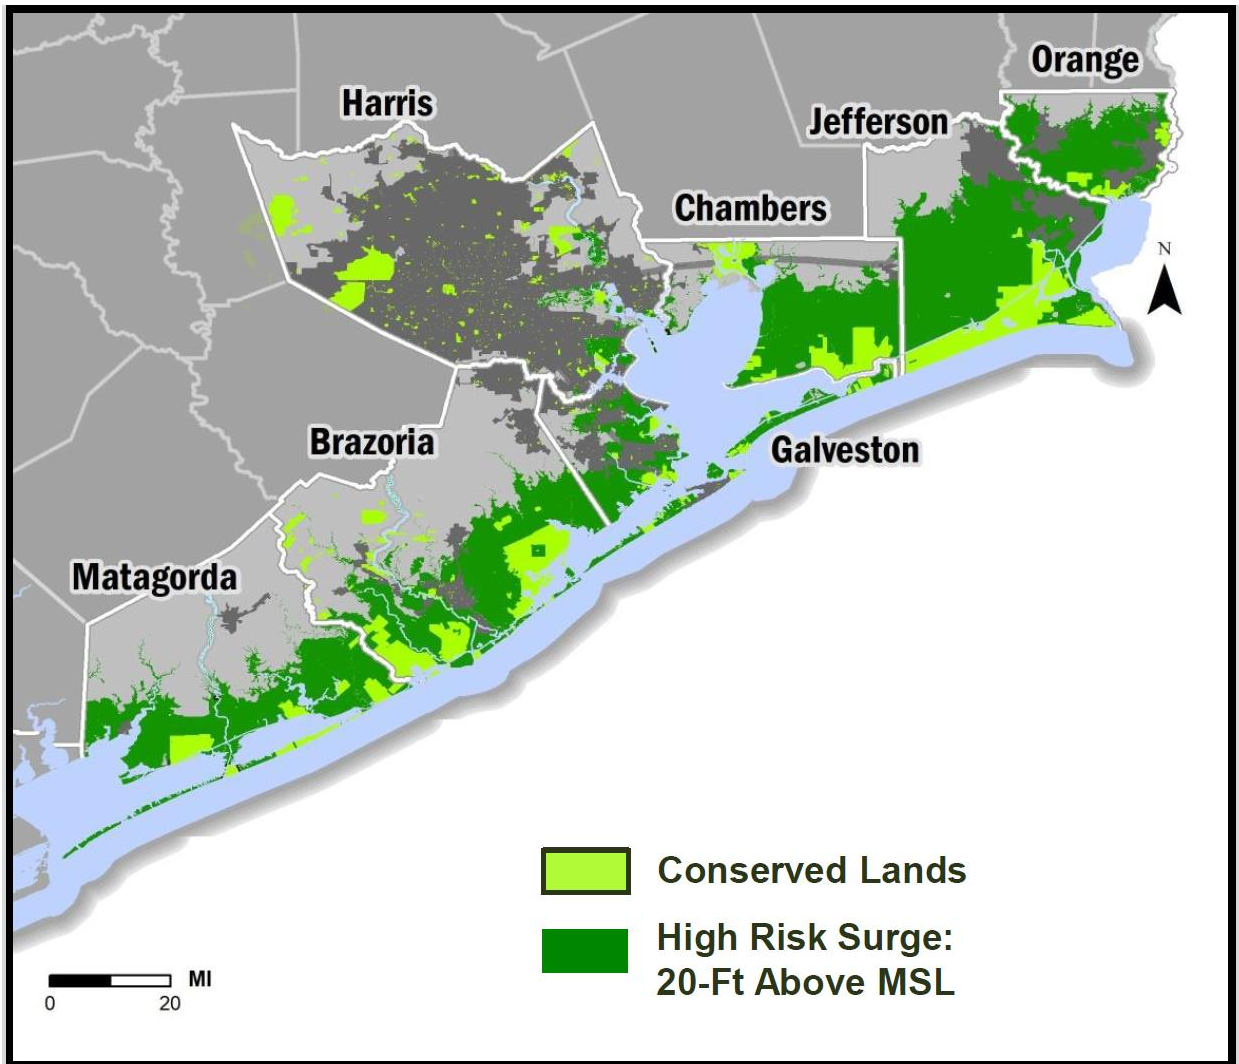 Orange
Harris
Jefferson
Chambers
N
Brazoria
Galveston
Matagorda
Conserved Lands
High Risk Surge:
20-Ft Above MSL
MI
0 20